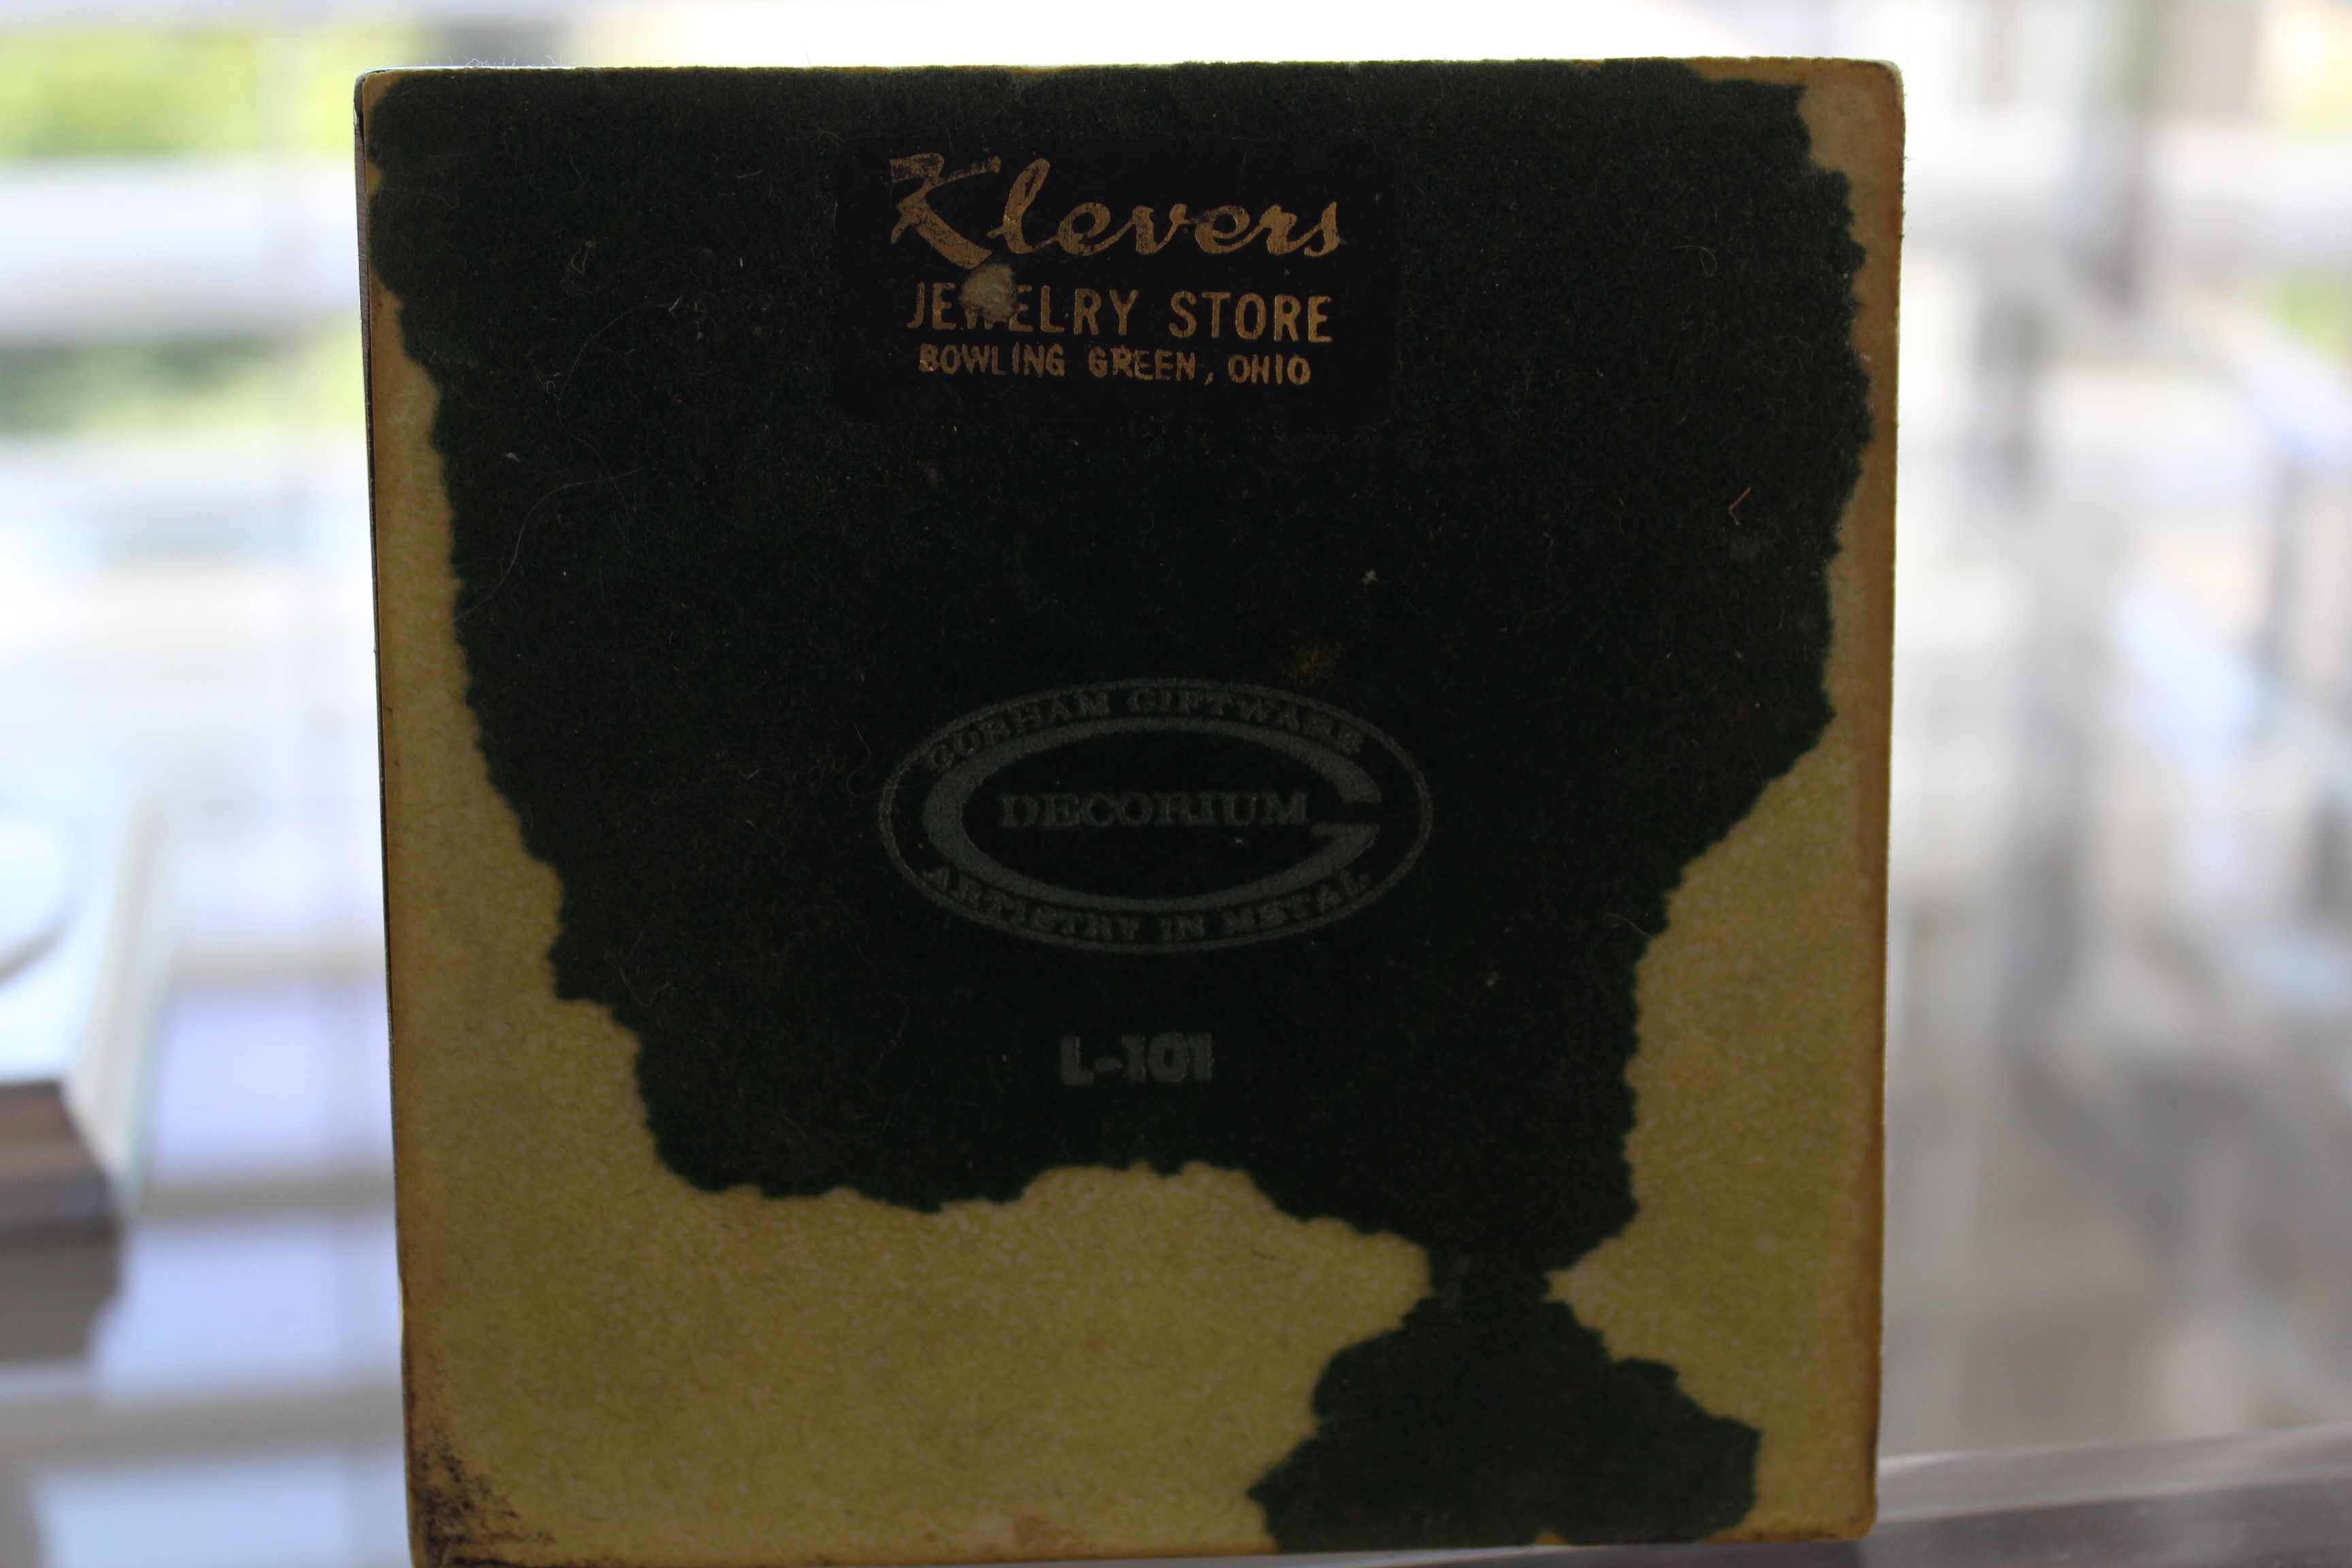 Klevers
JEWELRY STORE
BOWLING GREEN, OHIO
GORHAM GIFTWARE
DECORIUM
ARTISTRY IN METAL
L-101